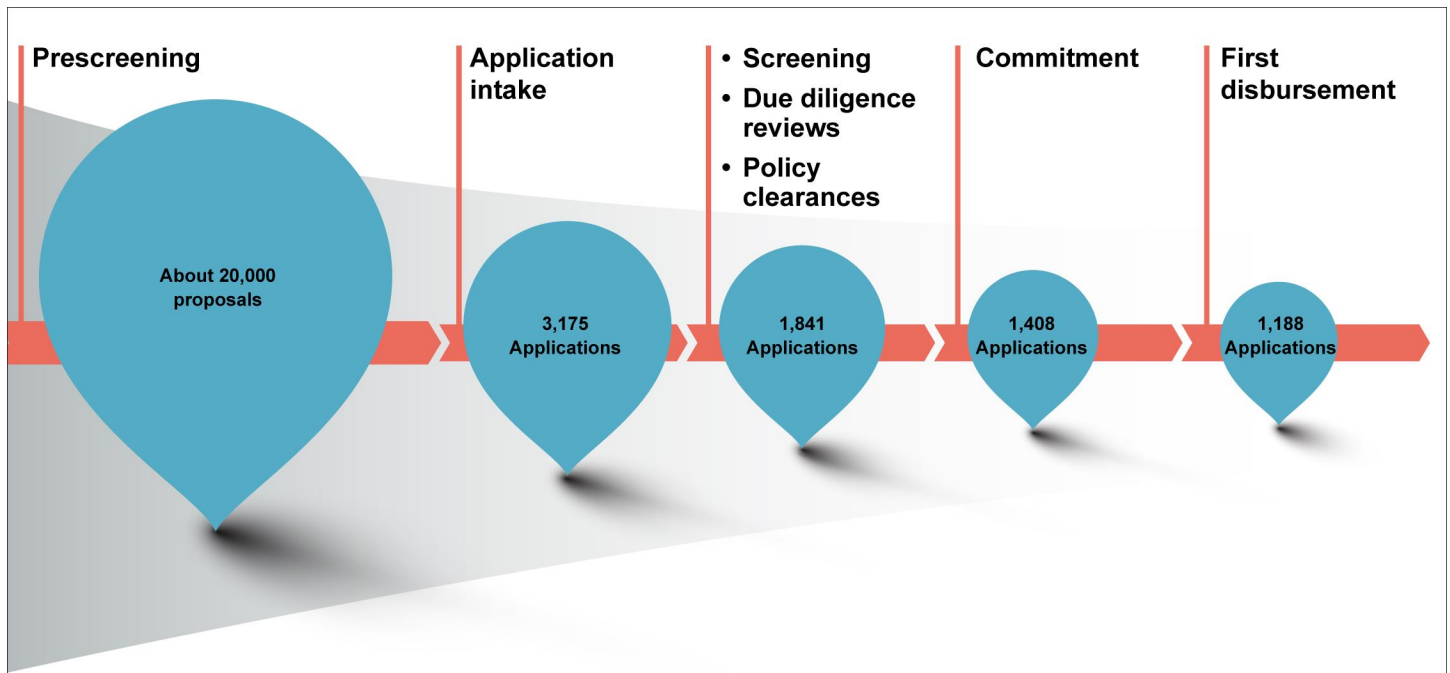 Prescreening
About 20,000
proposals
Application
intake
3,175
Applications
• Screening
• Due diligence
reviews
• Policy
clearances
1,841
Applications
Commitment
1,408
Applications
First
disbursement
1,188
Applications